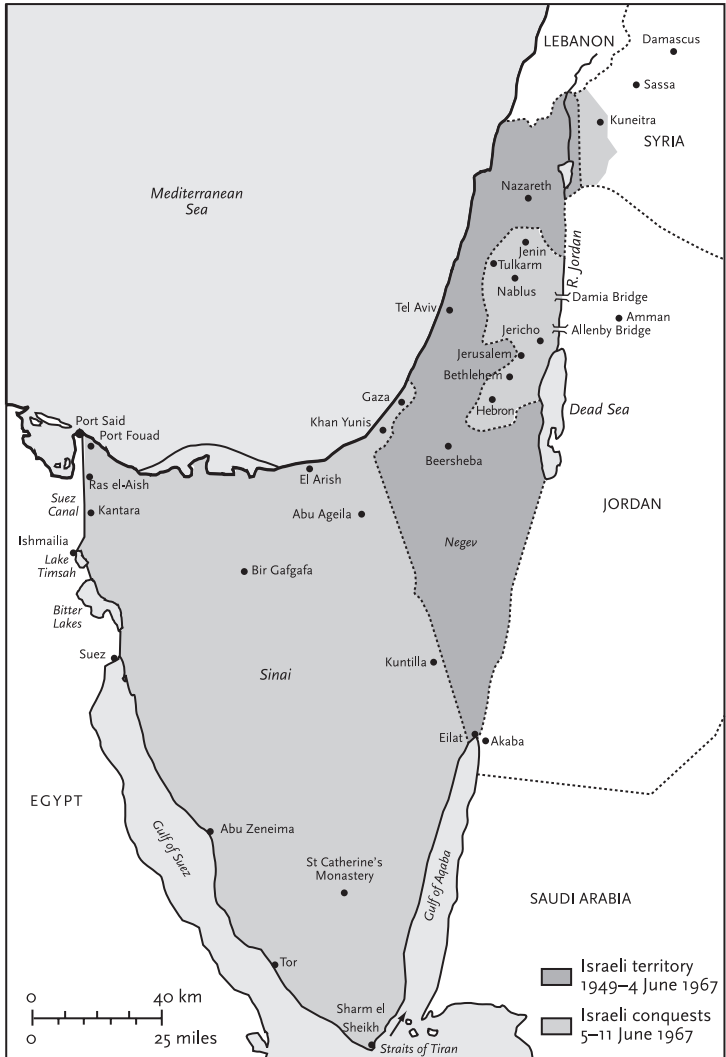 LEBANON
Damascus
Sassa
Kuneitra
SYRIA
Mediterranean
Sea
Nazareth
Jenin
Tulkarm
Nablus
R. Jordan
Damia Bridge
Tel Aviv
Amman
Jericho
Allenby Bridge
Jerusalem
Bethlehem
Gaza
Hebron
Dead Sea
Khan Yunis
Port Said
Port Fouad
Beersheba
El Arish
Ras el-Aish
Suez
Canal
Kantara
Abu Ageila
JORDAN
Ishmailia
Lake
Timsah
Negev
Bir Gafgafa
Bitter
Lakes
Suez
Kuntilla
Sinai
Eilat
Akaba
EGYPT
Abu Zeneima
Gulf of Suez
St Catherine's
Monastery
Gulf of Aqaba
SAUDI ARABIA
Tor
Israeli territory
1949–4 June 1967
Israeli conquests
5–11 June 1967
0 40 km
0 25 miles
Sharm el
Sheikh
Straits of Tiran